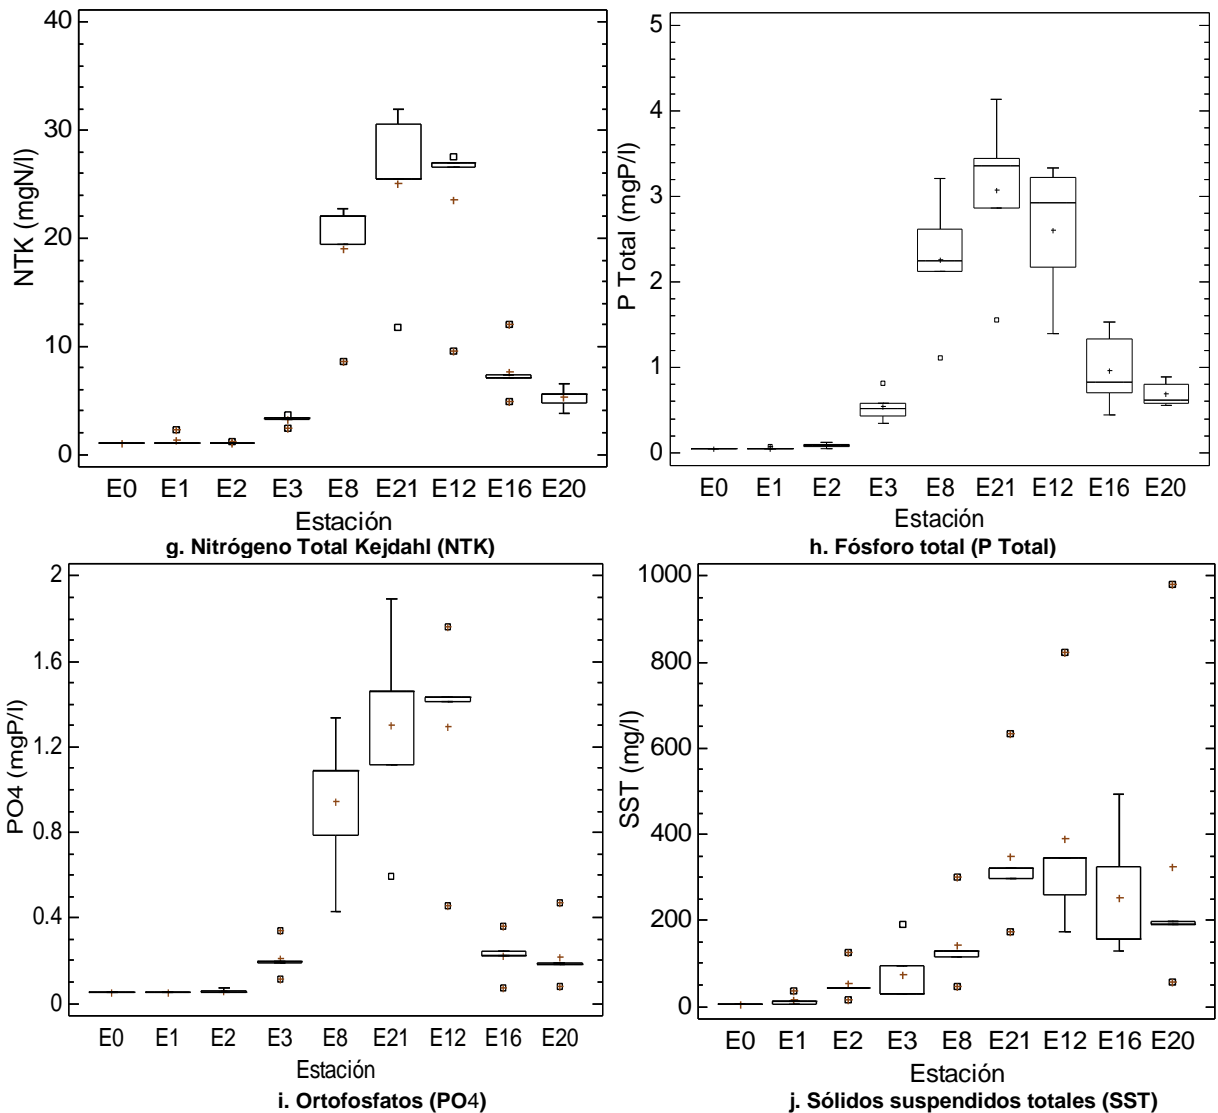 NTK (mgN/l)
40
30
20
10
0
E0 E1 E2 E3 E8 E21 E12 E16 E20
Estación
g. Nitrógeno Total Kejdahl (NTK)
P Total (mgP/l)
5
4
3
2
1
0
E0 E1 E2 E3 E8 E21 E12 E16 E20
Estación
h. Fósforo total (P Total)
PO4 (mgP/l)
2
1.6
1.2
0.8
0.4
0
E0 E1 E2 E3 E8 E21 E12 E16 E20
Estación
i. Ortofosfatos (PO4)
SST (mg/l)
1000
800
600
400
200
0
E0 E1 E2 E3 E8 E21 E12 E16 E20
Estación
j. Sólidos suspendidos totales (SST)